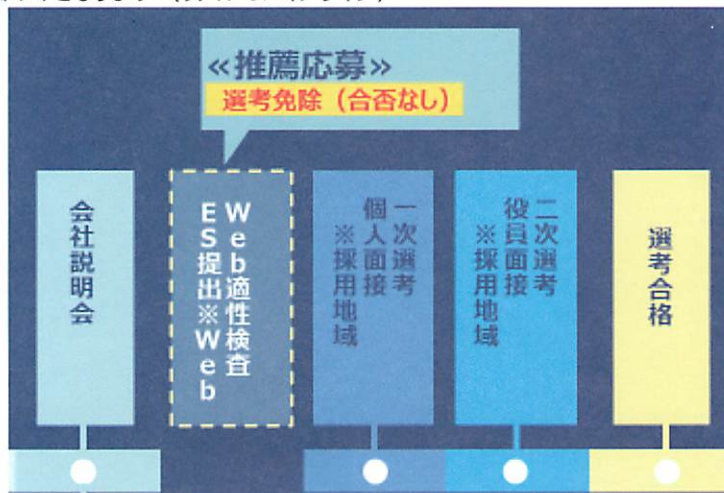 ≪推薦応募≫
選考免除（合否なし）
会社説明会
Web適性検査
ES提出※Web
一次選考
個人面接
※採用地域
二次選考
役員面接
※採用地域
選考合格